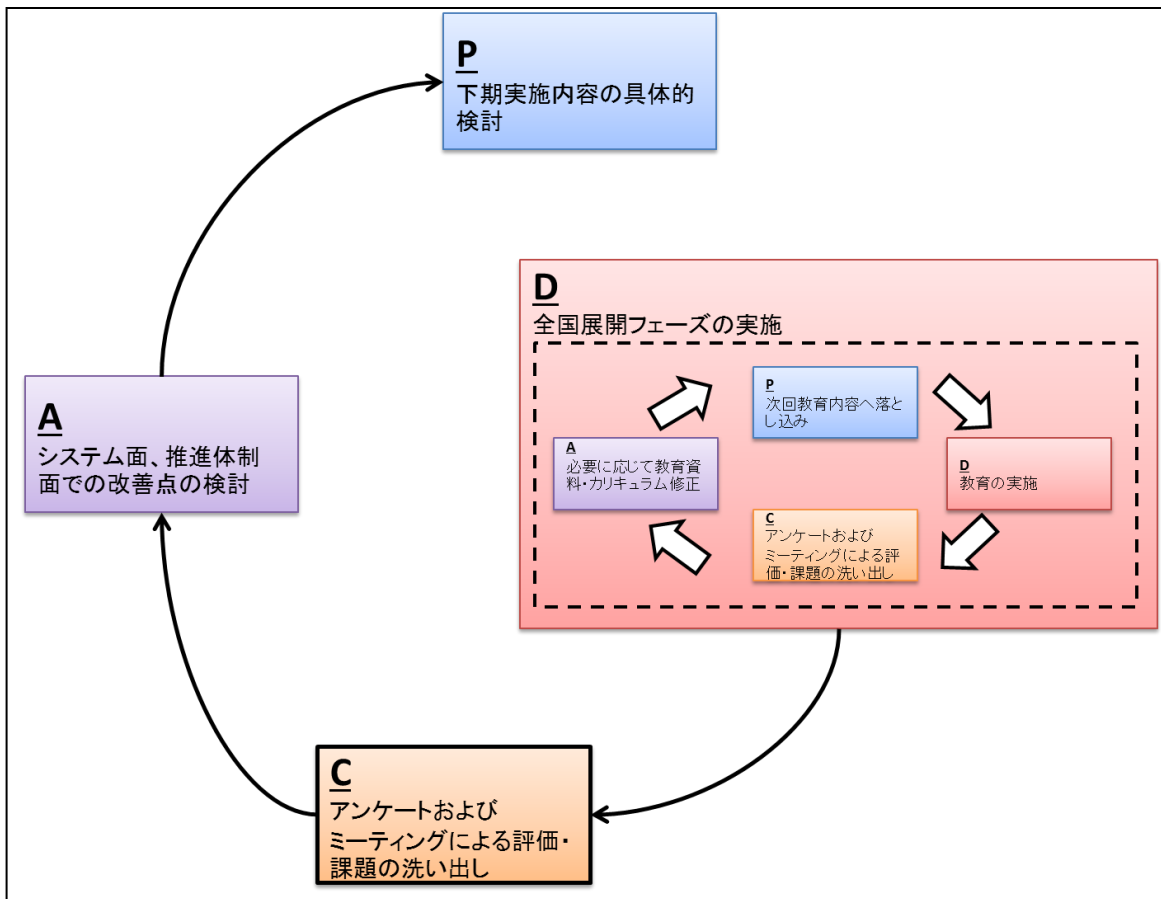 P
下期実施内容の具体的
検討
D
全国展開フェーズの実施
P
次回教育内容へ落と
し込み
A
必要に応じて教育資
料・カリキュラム修正
D
教育の実施
C
アンケートおよび
ミーティングによる評
価・課題の洗い出し
A
システム面、推進体制
面での改善点の検討
C
アンケートおよび
ミーティングによる評価・
課題の洗い出し